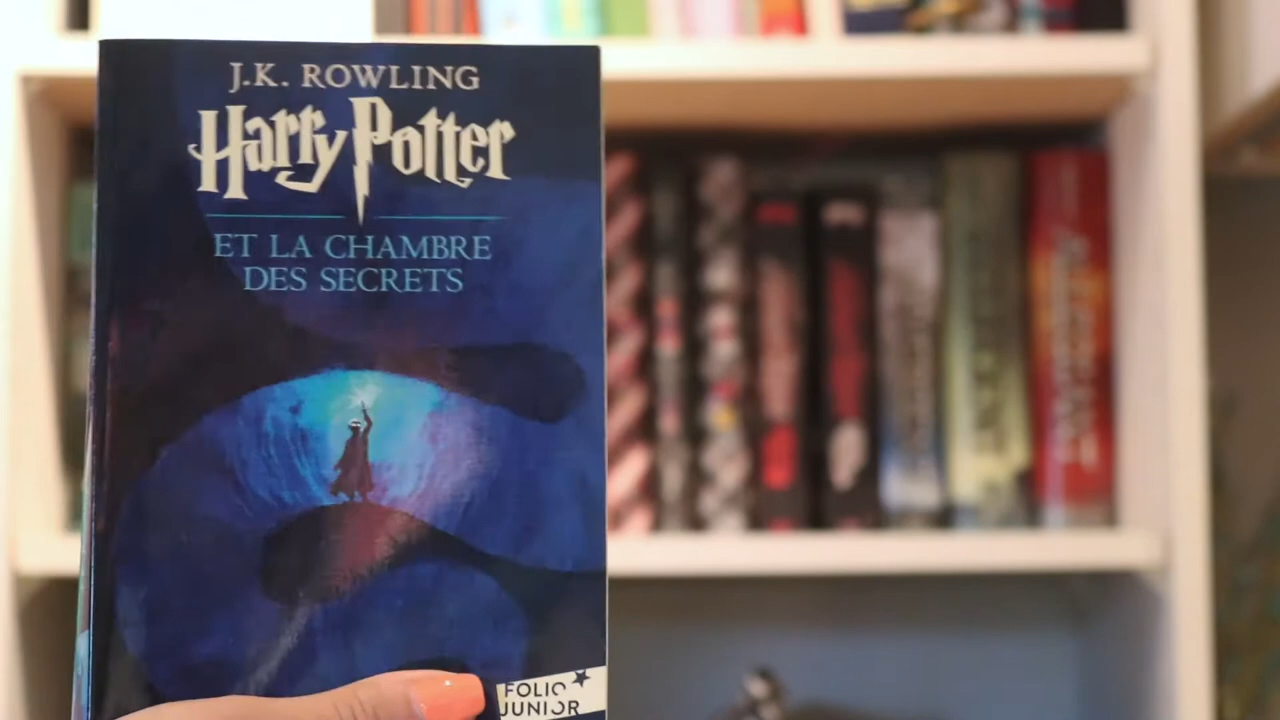 J.K. ROWLING
Harry Potter
ET LA CHAMBRE
DES SECRETS
FOLIO
JUNIOR